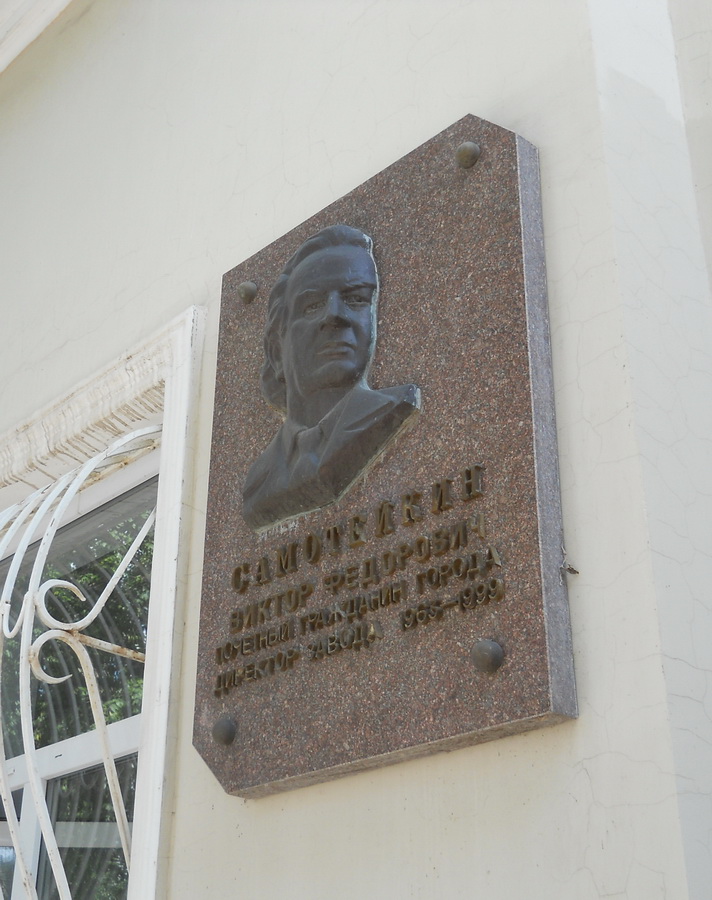 САМОТЕЙКИН
ВИКТОР ФЕДОРОВИЧ
ПОЧЕТНЫЙ ГРАЖДАНИН ГОРОДА
ДИРЕКТОР ЗАВОДА 1965—1999